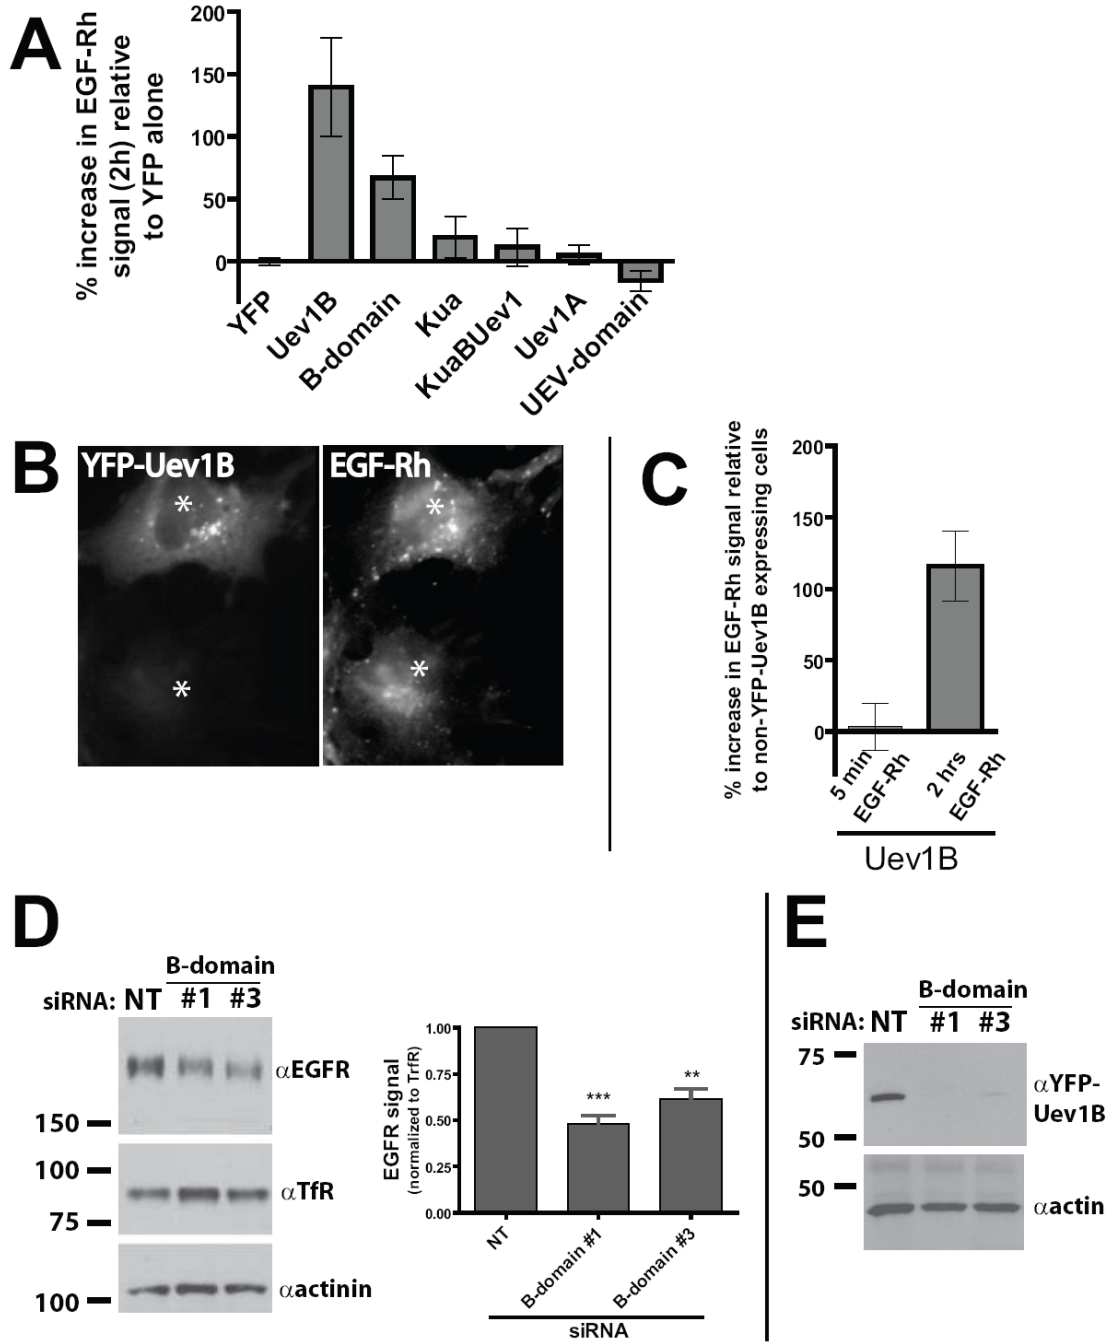 A
% increase in EGF-Rh
signal (2h) relative
to YFP alone
200
150
100
50
0
YFP
Uev1B
B-domain
Kua
KuaBUev1
Uev1A
UEV-domain
B
YFP-Uev1B
EGF-Rh
*
*
*
*
C
% increase in EGF-Rh signal relative
to non-YFP-Uev1B expressing cells
200
150
100
50
0
5 min
EGF-Rh
2 hrs
EGF-Rh
Uev1B
D
B-domain
siRNA: NT #1 #3
αEGFR
150
100
αTfR
75
αactinin
100
EGFR signal
(normalized to TrfR)
1.00
0.75
0.50
0.25
0.00
***
**
NT
B-domain #1
B-domain #3
siRNA
E
B-domain
siRNA: NT #1 #3
75
αYFP-
Uev1B
50
50
αactin